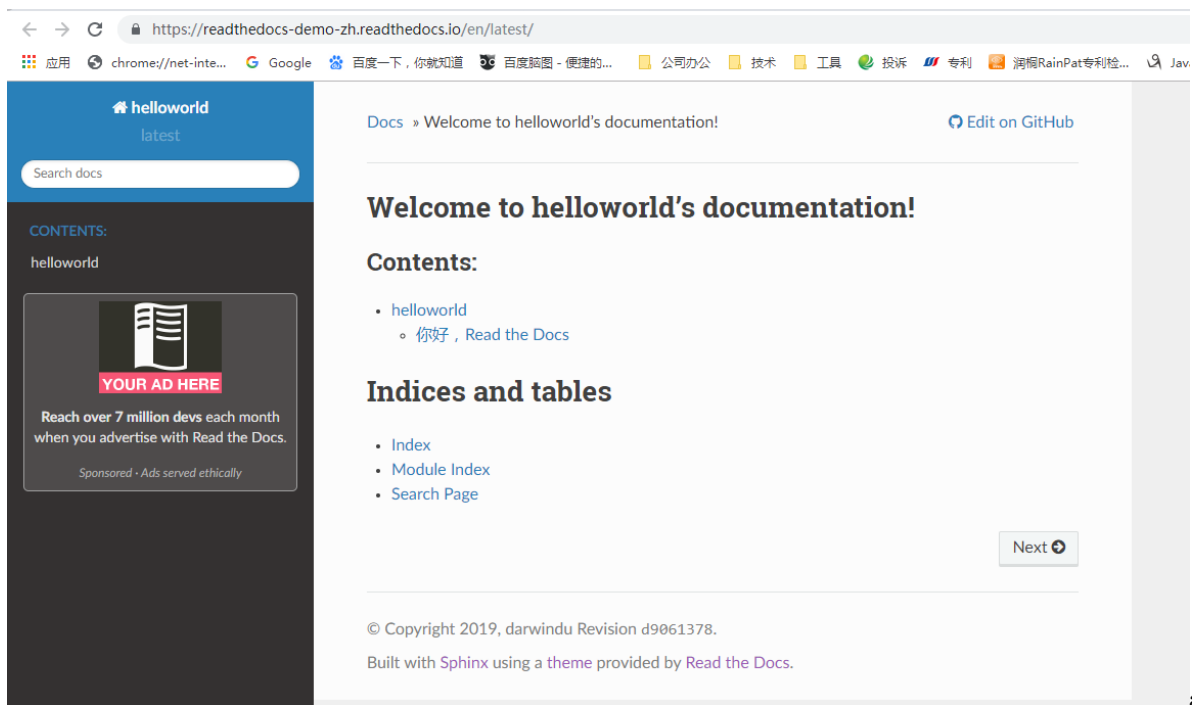 https://readthedocs-demo-zh.readthedocs.io/en/latest/
应用 chrome://net-inte... Google 百度一下，你就知道 百度脑图 - 便捷的... 公司办公 技术 工具 投诉 专利 润桐RainPat专利检... Java
helloworld
latest
Search docs
CONTENTS:
helloworld
YOUR AD HERE
Reach over 7 million devs each month
when you advertise with Read the Docs.
Sponsored · Ads served ethically
Docs » Welcome to helloworld’s documentation!
Edit on GitHub
Welcome to helloworld’s documentation!
Contents:
• helloworld
◦ 你好，Read the Docs
Indices and tables
• Index
• Module Index
• Search Page
Next
© Copyright 2019, darwindu Revision d9061378.
Built with Sphinx using a theme provided by Read the Docs.